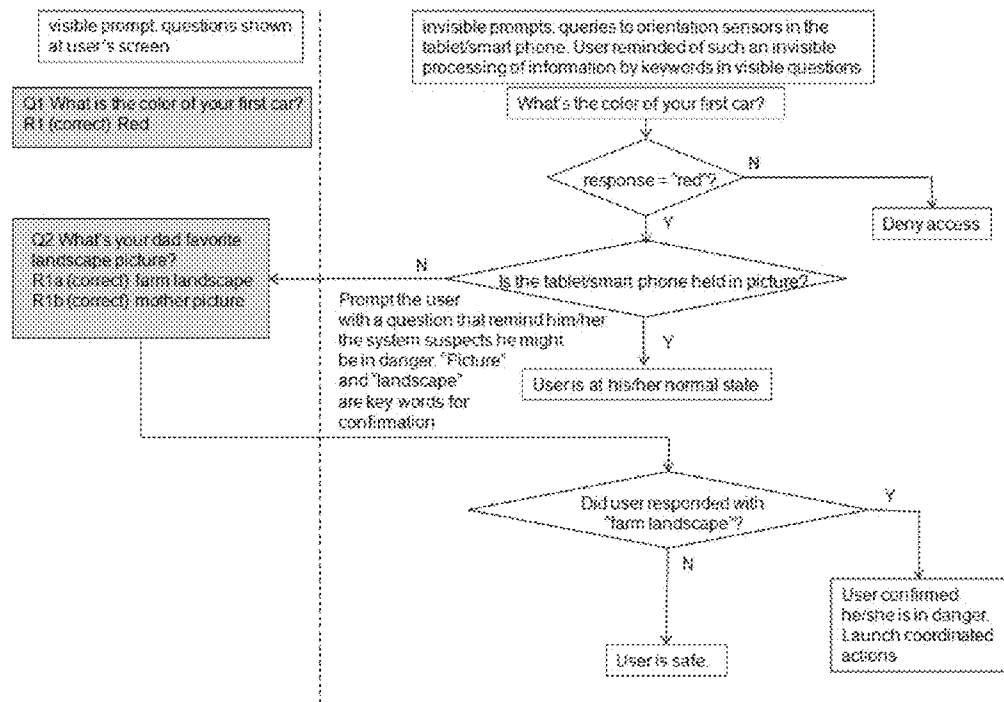 visible prompt. questions shown
at user's screen
invisible prompts. queries to orientation sensors in the
tablet/smart phone. User reminded of such an invisible
processing of information by keywords in visible questions
Q1 What is the color of your first car?
R1 (correct) Red
What's the color of your first car?
response = "red"?
N
Deny access
Y
Q2 What's your dad favorite
landscape picture?
R1a (correct) farm landscape
R1b (correct) mother picture
N
Is the tablet/smart phone held in picture?
Prompt the user
with a question that remind him/her
the system suspects he might
be in danger. "Picture"
and "landscape"
are key words for
confirmation
Y
User is at his/her normal state
Did user responded with
"farm landscape"?
Y
N
User confirmed
he/she is in danger.
Launch coordinated
actions
User is safe.